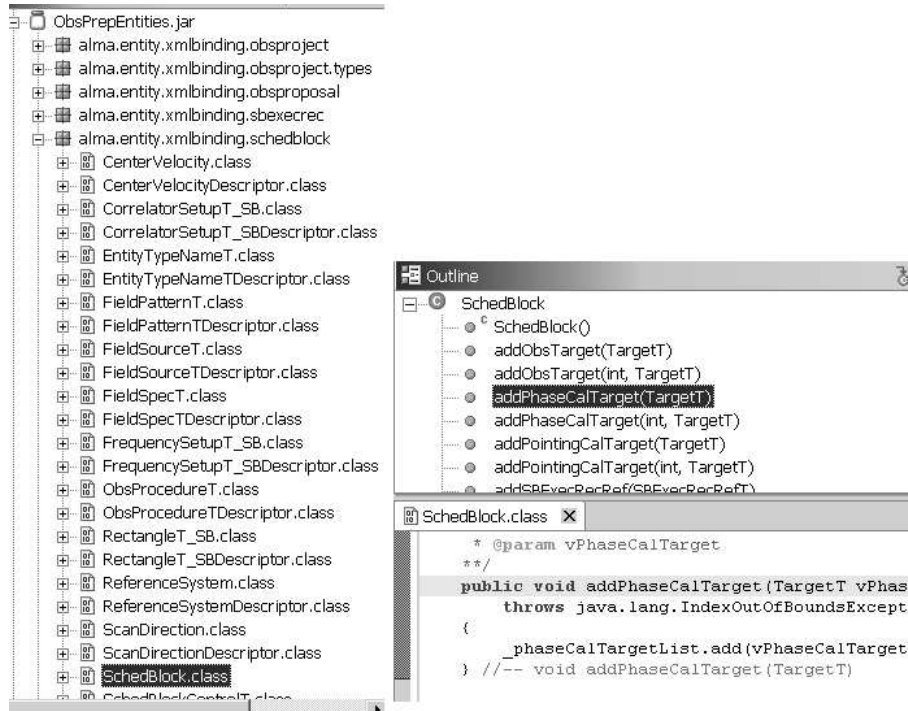 ObsPrepEntities.jar
alma.entity.xmlbinding.obsproject
alma.entity.xmlbinding.obsproject.types
alma.entity.xmlbinding.obsproposal
alma.entity.xmlbinding.sbexecrec
alma.entity.xmlbinding.schedblock
CenterVelocity.class
CenterVelocityDescriptor.class
CorrelatorSetupT_SB.class
CorrelatorSetupT_SBDescriptor.class
EntityTypeNameT.class
EntityTypeNameTDescriptor.class
FieldPatternT.class
FieldPatternTDescriptor.class
FieldSourceT.class
FieldSourceTDescriptor.class
FieldSpecT.class
FieldSpecTDescriptor.class
FrequencySetupT_SB.class
FrequencySetupT_SBDescriptor.class
ObsProcedureT.class
ObsProcedureTDescriptor.class
RectangleT_SB.class
RectangleT_SBDescriptor.class
ReferenceSystem.class
ReferenceSystemDescriptor.class
ScanDirection.class
ScanDirectionDescriptor.class
SchedBlock.class
SchedBlockControlT.class
Outline
SchedBlock
SchedBlock()
addObsTarget(TargetT)
addObsTarget(int, TargetT)
addPhaseCalTarget(TargetT)
addPhaseCalTarget(int, TargetT)
addPointingCalTarget(TargetT)
addPointingCalTarget(int, TargetT)
addSBExecRecRef(SBExecRecRefT)
SchedBlock.class
* @param vPhaseCalTarget
**/
public void addPhaseCalTarget(TargetT vPhas
throws java.lang.IndexOutOfBoundsExcept
{
_phaseCalTargetList.add(vPhaseCalTarget
} //-- void addPhaseCalTarget(TargetT)